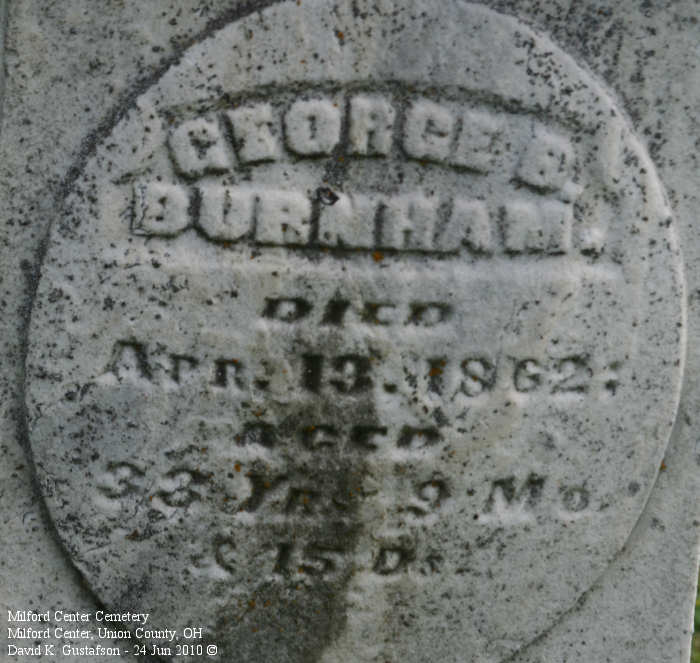 GEORGE B.
BURNHAM.
DIED
APR. 13. 1862:
AGED
33 Yrs 9 Mo
& 15 Ds.
Milford Center Cemetery
Milford Center, Union County, OH
David K. Gustafson - 24 Jun 2010 ©